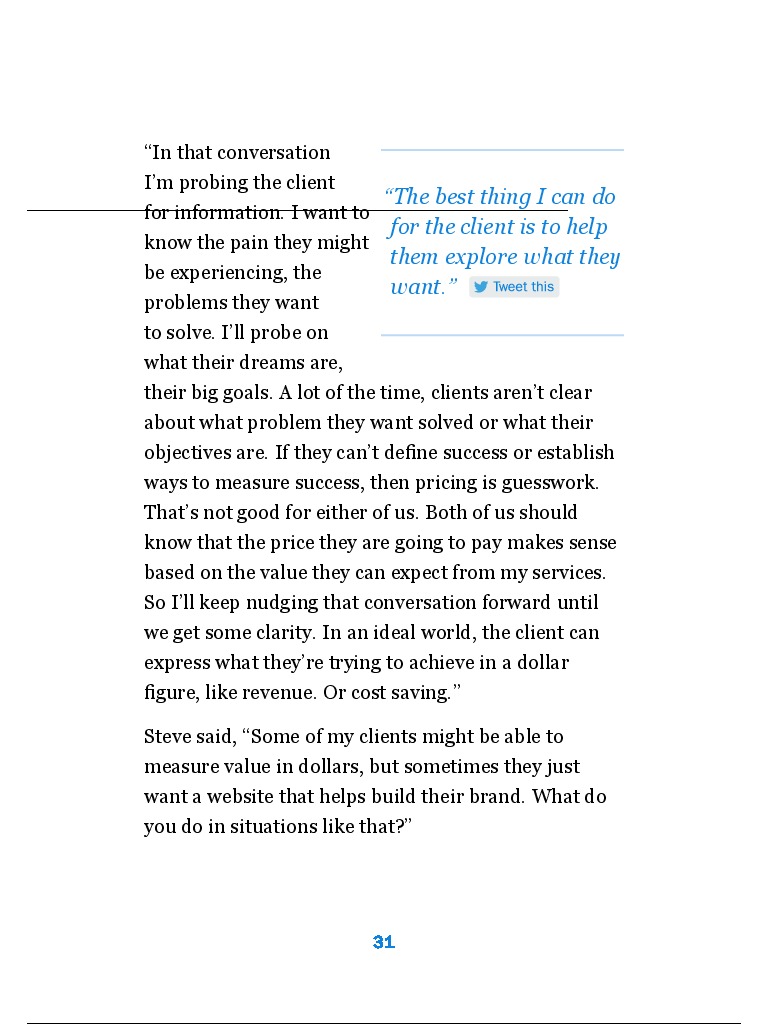 “In that conversation
I’m probing the client
for information. I want to
know the pain they might
be experiencing, the
problems they want
to solve. I’ll probe on
what their dreams are,
their big goals. A lot of the time, clients aren’t clear
about what problem they want solved or what their
objectives are. If they can’t define success or establish
ways to measure success, then pricing is guesswork.
That’s not good for either of us. Both of us should
know that the price they are going to pay makes sense
based on the value they can expect from my services.
So I’ll keep nudging that conversation forward until
we get some clarity. In an ideal world, the client can
express what they’re trying to achieve in a dollar
figure, like revenue. Or cost saving.”
“The best thing I can do
for the client is to help
them explore what they
want.” Tweet this
Steve said, “Some of my clients might be able to
measure value in dollars, but sometimes they just
want a website that helps build their brand. What do
you do in situations like that?”
31